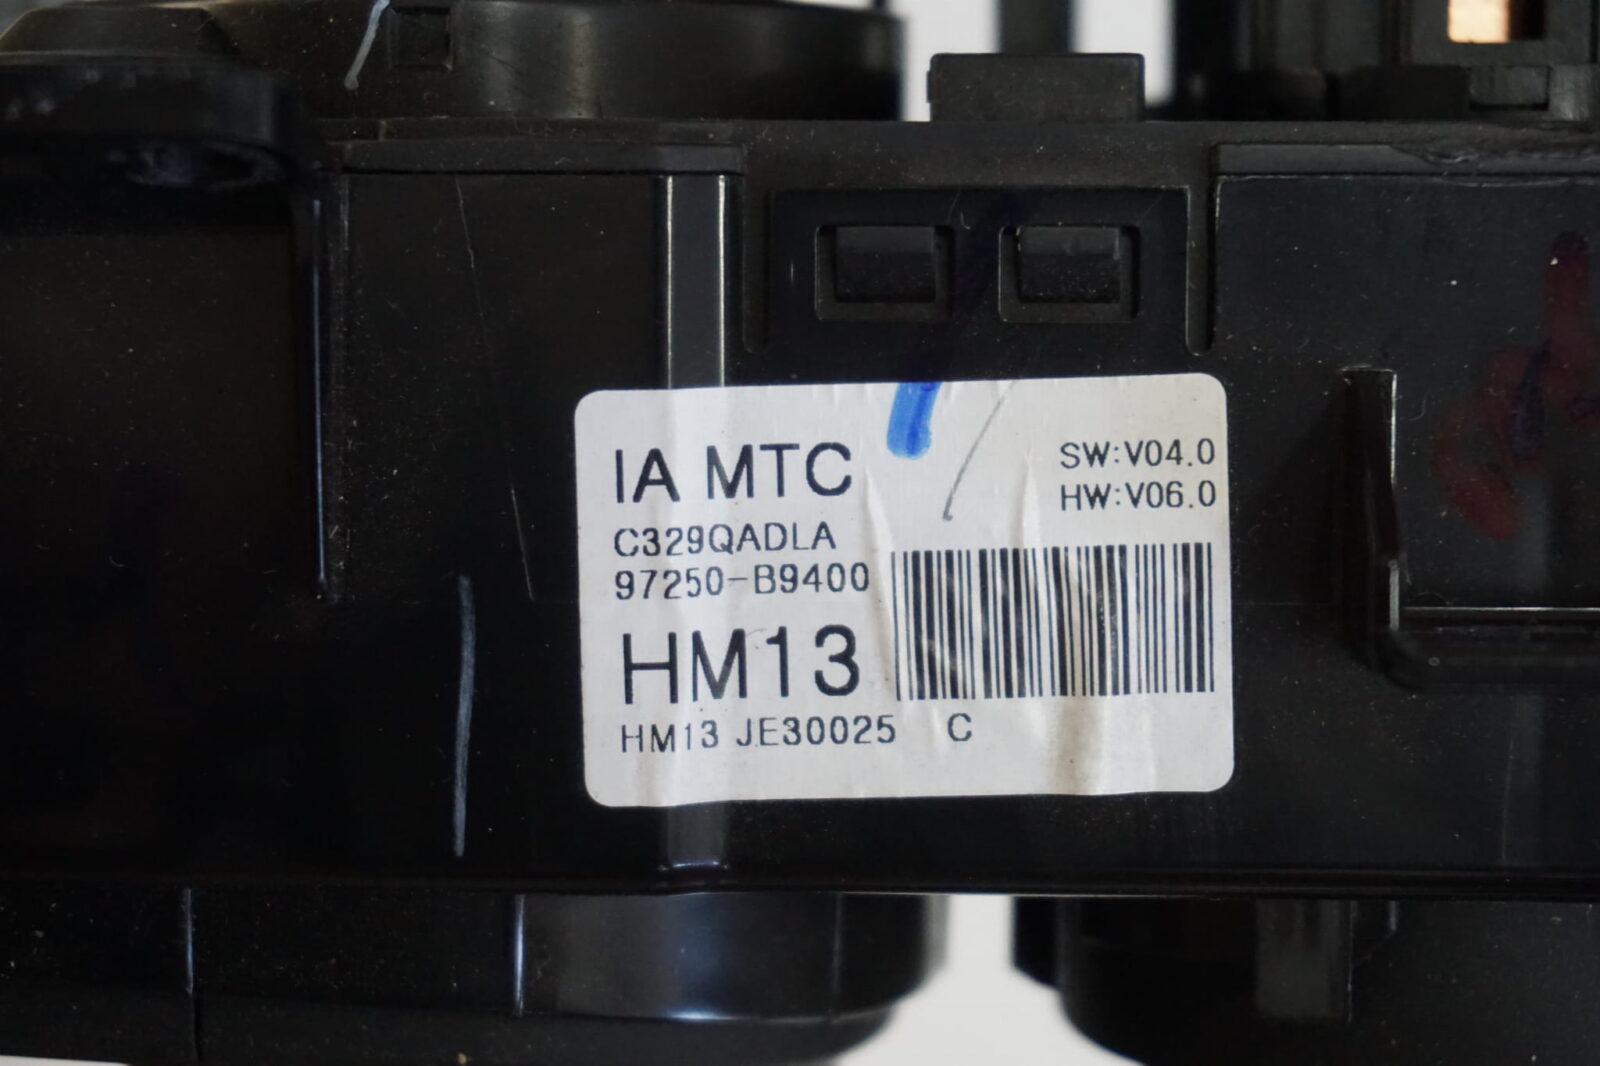 IA MTC
SW:V04.0
HW:V06.0
C329QADLA
97250-B9400
HM13
HM13 JE30025 C